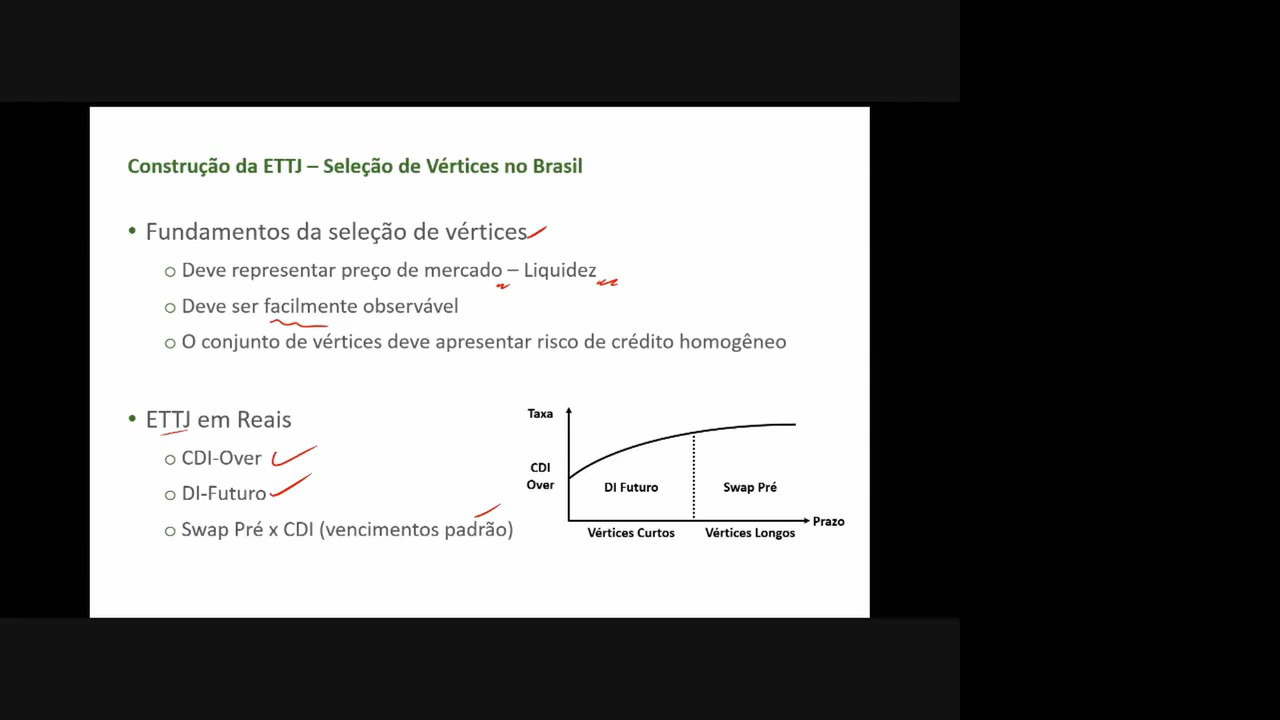 Construção da ETTJ – Seleção de Vértices no Brasil
• Fundamentos da seleção de vértices
o Deve representar preço de mercado – Liquidez
o Deve ser facilmente observável
o O conjunto de vértices deve apresentar risco de crédito homogêneo
• ETTJ em Reais
o CDI-Over
o DI-Futuro
o Swap Pré x CDI (vencimentos padrão)
Taxa
CDI
Over
DI Futuro
Swap Pré
Prazo
Vértices Curtos
Vértices Longos